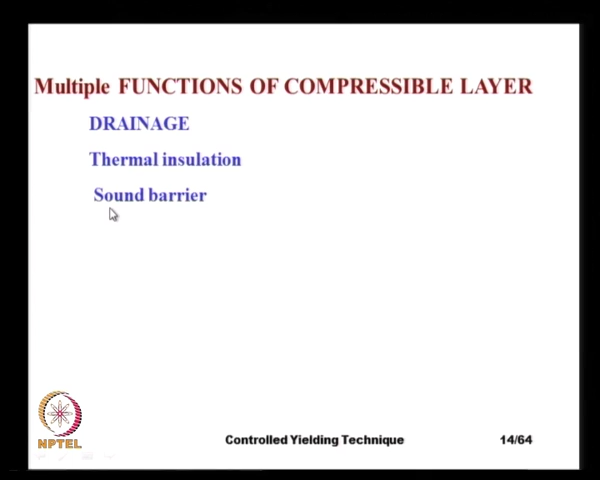 Multiple FUNCTIONS OF COMPRESSIBLE LAYER
DRAINAGE
Thermal insulation
Sound barrier
NPTEL
Controlled Yielding Technique
14/64